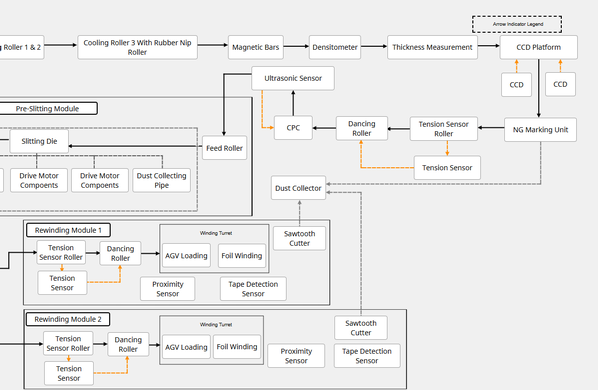 Arrow Indicator Legend
g Roller 1 & 2
Cooling Roller 3 With Rubber Nip
Roller
Magnetic Bars
Densitometer
Thickness Measurement
CCD Platform
Ultrasonic Sensor
CCD
CCD
Pre-Slitting Module
CPC
Dancing
Roller
Tension Sensor
Roller
NG Marking Unit
Slitting Die
Feed Roller
Tension Sensor
Drive Motor
Compoents
Drive Motor
Compoents
Dust Collecting
Pipe
Dust Collector
Rewinding Module 1
Winding Turret
Sawtooth
Cutter
Tension
Sensor Roller
Dancing
Roller
AGV Loading
Foil Winding
Tension
Sensor
Proximity
Sensor
Tape Detection
Sensor
Rewinding Module 2
Winding Turret
Sawtooth
Cutter
Tension
Sensor Roller
Dancing
Roller
AGV Loading
Foil Winding
Proximity
Sensor
Tape Detection
Sensor
Tension
Sensor